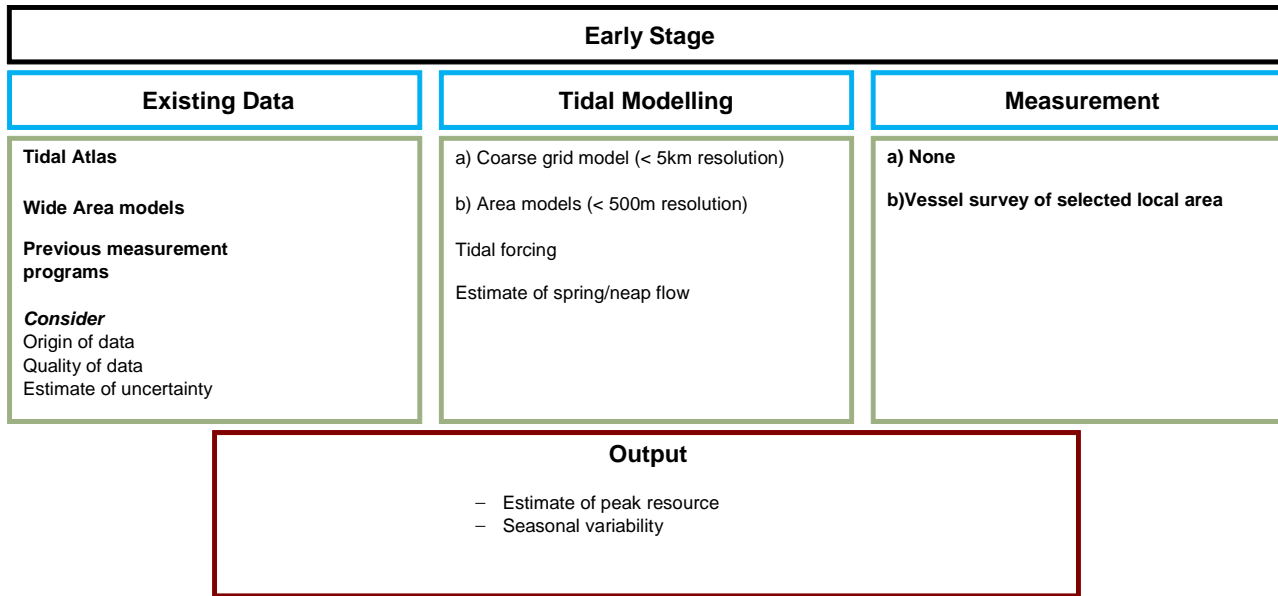 Early Stage
Existing Data
Tidal Modelling
Measurement
Tidal Atlas
Wide Area models
Previous measurement
programs
Consider
Origin of data
Quality of data
Estimate of uncertainty
a) Coarse grid model (< 5km resolution)
b) Area models (< 500m resolution)
Tidal forcing
Estimate of spring/neap flow
a) None
b)Vessel survey of selected local area
Output
– Estimate of peak resource
– Seasonal variability